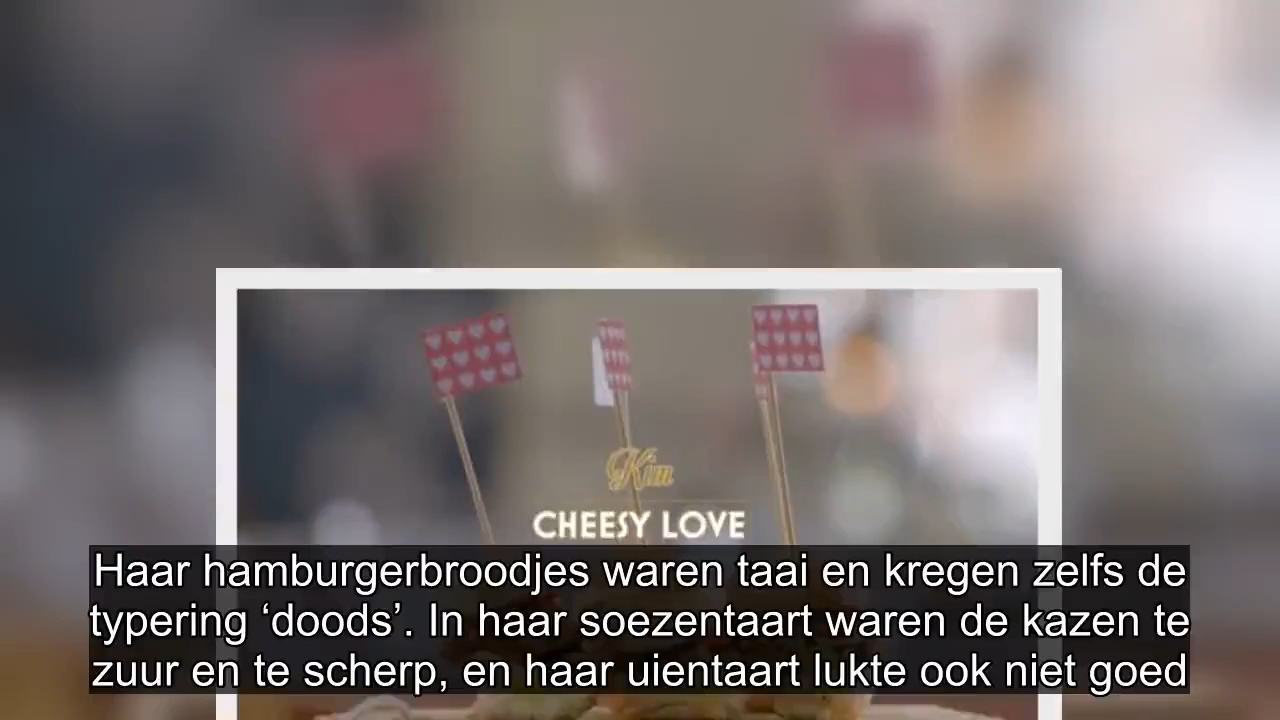 Kim
CHEESY LOVE
Haar hamburgerbroodjes waren taai en kregen zelfs de
typering ‘doods’. In haar soezentaart waren de kazen te
zuur en te scherp, en haar uientaart lukte ook niet goed